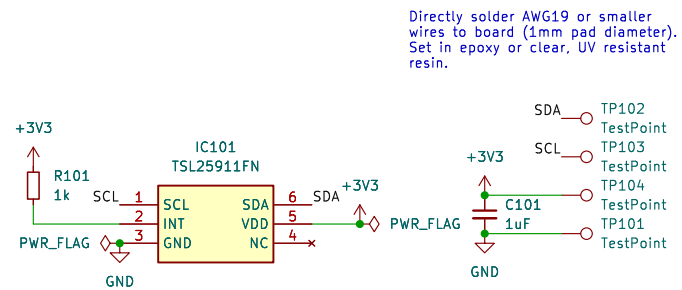 Directly solder AWG19 or smaller
wires to board (1mm pad diameter).
Set in epoxy or clear, UV resistant
resin.
+3V3
R101
1k
IC101
TSL25911FN
SCL
1
SCL
2
INT
3
GND
SDA
6
SDA
VDD
5
NC
4
+3V3
PWR_FLAG
PWR_FLAG
GND
+3V3
C101
1uF
GND
SDA
TP102
TestPoint
SCL
TP103
TestPoint
TP104
TestPoint
TP101
TestPoint